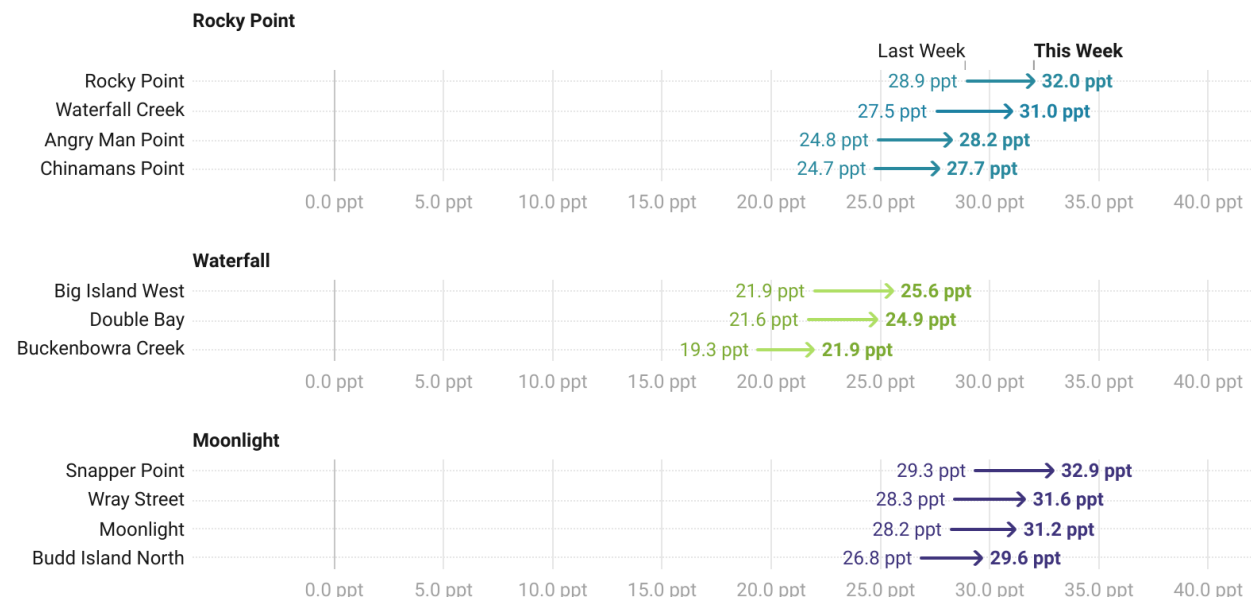 Rocky Point
Last Week This Week
Rocky Point 28.9 ppt 32.0 ppt
Waterfall Creek 27.5 ppt 31.0 ppt
Angry Man Point 24.8 ppt 28.2 ppt
Chinamans Point 24.7 ppt 27.7 ppt
0.0 ppt 5.0 ppt 10.0 ppt 15.0 ppt 20.0 ppt 25.0 ppt 30.0 ppt 35.0 ppt 40.0 ppt
Waterfall
Big Island West 21.9 ppt 25.6 ppt
Double Bay 21.6 ppt 24.9 ppt
Buckenbowra Creek 19.3 ppt 21.9 ppt
0.0 ppt 5.0 ppt 10.0 ppt 15.0 ppt 20.0 ppt 25.0 ppt 30.0 ppt 35.0 ppt 40.0 ppt
Moonlight
Snapper Point 29.3 ppt 32.9 ppt
Wray Street 28.3 ppt 31.6 ppt
Moonlight 28.2 ppt 31.2 ppt
Budd Island North 26.8 ppt 29.6 ppt
0.0 ppt 5.0 ppt 10.0 ppt 15.0 ppt 20.0 ppt 25.0 ppt 30.0 ppt 35.0 ppt 40.0 ppt